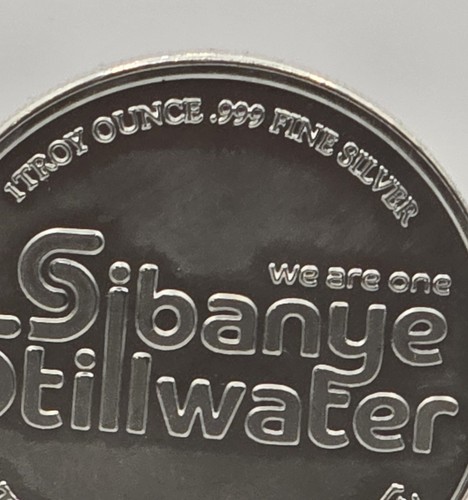 1 TROY OUNCE .999 FINE SILVER
we are one
Sibanye
Stillwater